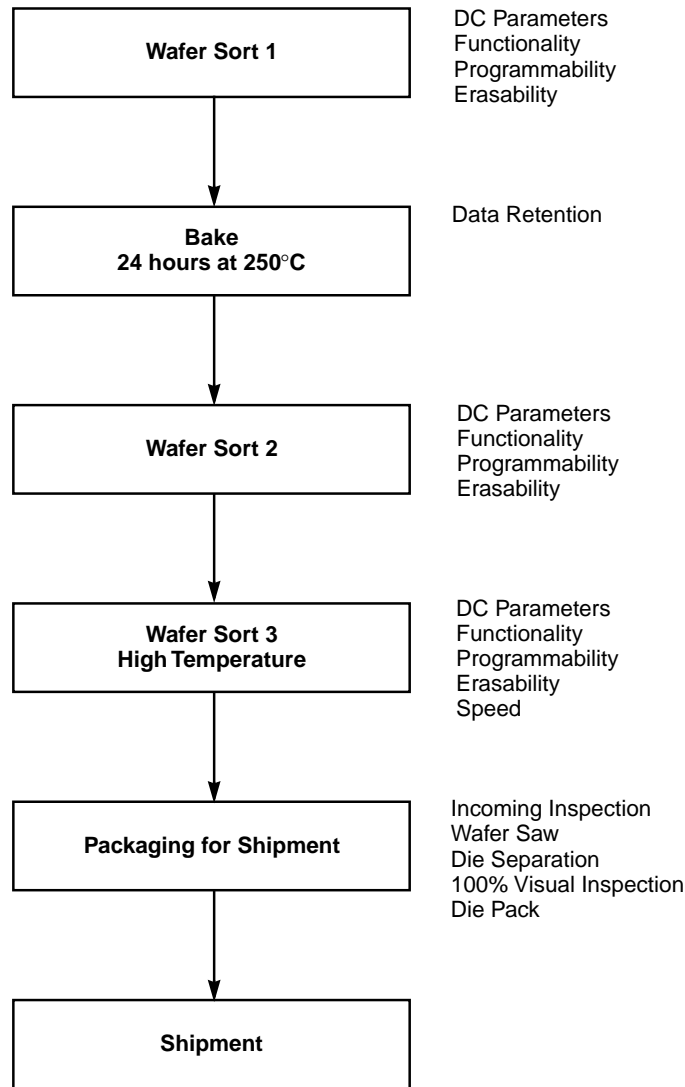 Wafer Sort 1
DC Parameters
Functionality
Programmability
Erasability
Bake
24 hours at 250°C
Data Retention
Wafer Sort 2
DC Parameters
Functionality
Programmability
Erasability
Wafer Sort 3
High Temperature
DC Parameters
Functionality
Programmability
Erasability
Speed
Packaging for Shipment
Incoming Inspection
Wafer Saw
Die Separation
100% Visual Inspection
Die Pack
Shipment